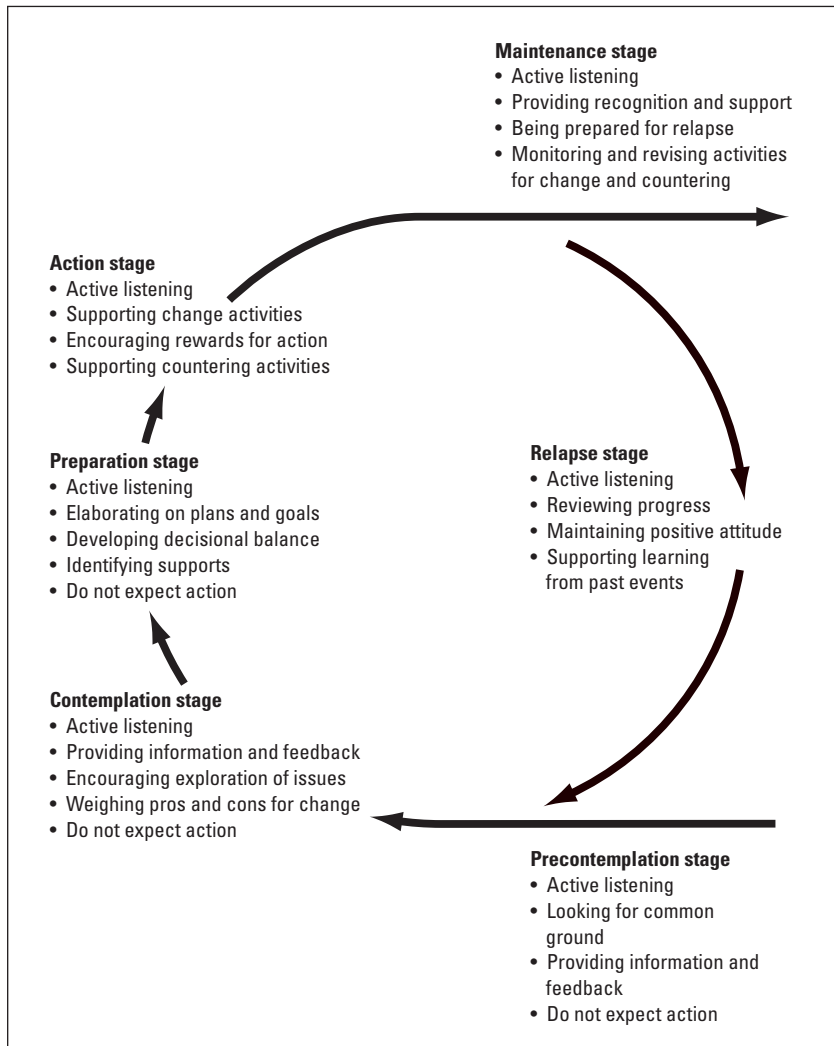 Maintenance stage
• Active listening
• Providing recognition and support
• Being prepared for relapse
• Monitoring and revising activities
for change and countering
Action stage
• Active listening
• Supporting change activities
• Encouraging rewards for action
• Supporting countering activities
Preparation stage
• Active listening
• Elaborating on plans and goals
• Developing decisional balance
• Identifying supports
• Do not expect action
Relapse stage
• Active listening
• Reviewing progress
• Maintaining positive attitude
• Supporting learning
from past events
Contemplation stage
• Active listening
• Providing information and feedback
• Encouraging exploration of issues
• Weighing pros and cons for change
• Do not expect action
Precontemplation stage
• Active listening
• Looking for common
ground
• Providing information and
feedback
• Do not expect action